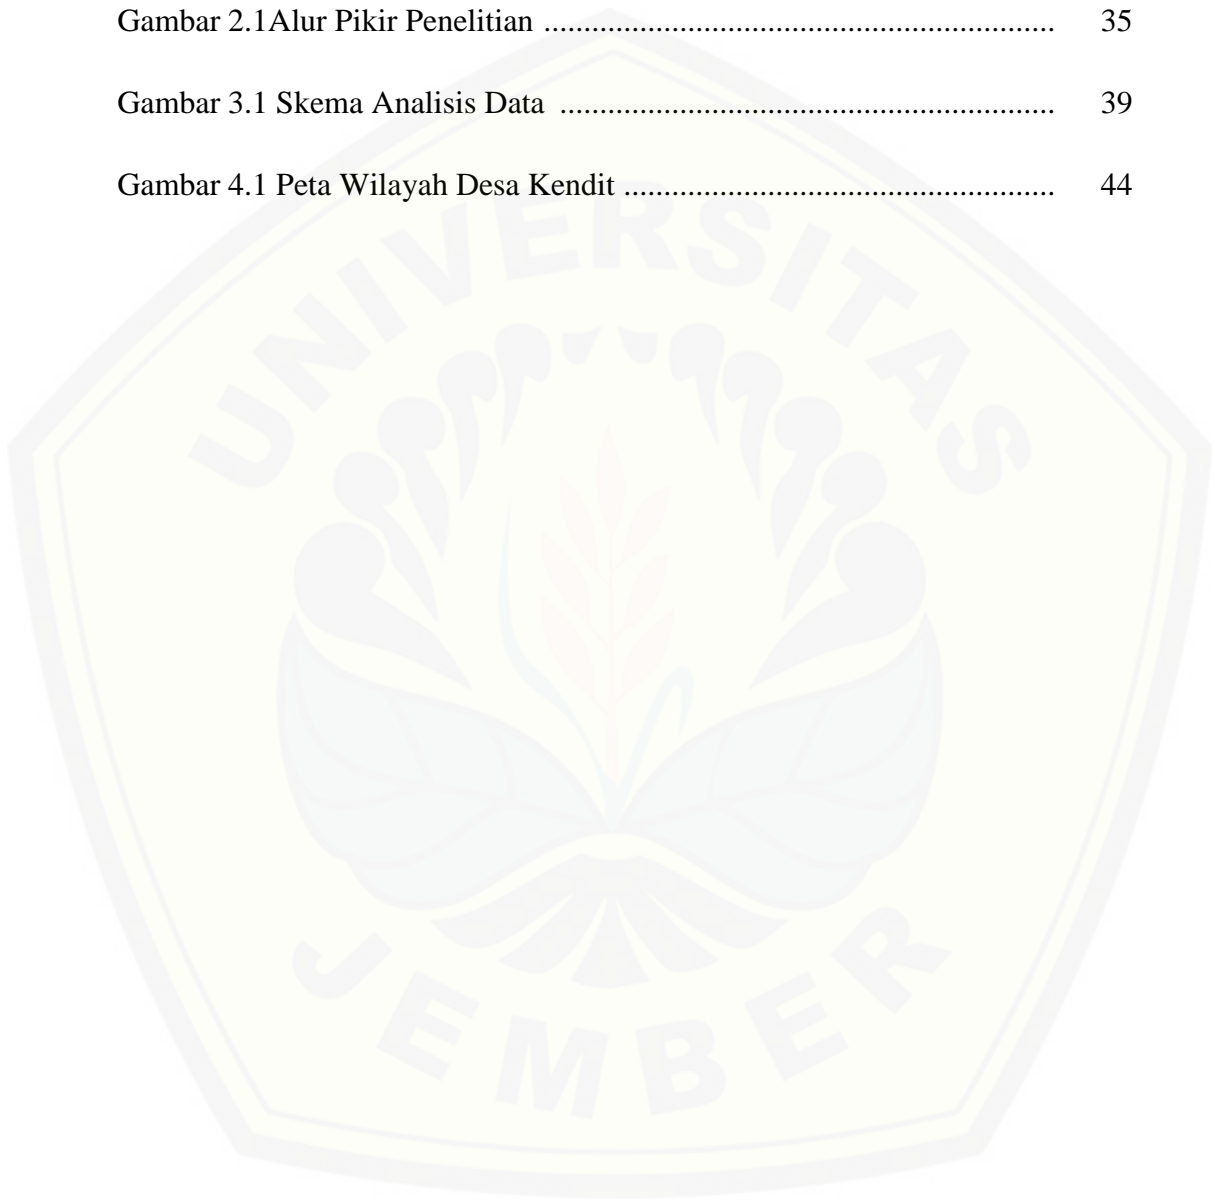 Gambar 2.1Alur Pikir Penelitian ................................................................ 35
Gambar 3.1 Skema Analisis Data .............................................................. 39
Gambar 4.1 Peta Wilayah Desa Kendit ...................................................... 44
UNIVERSITAS
JEMBER